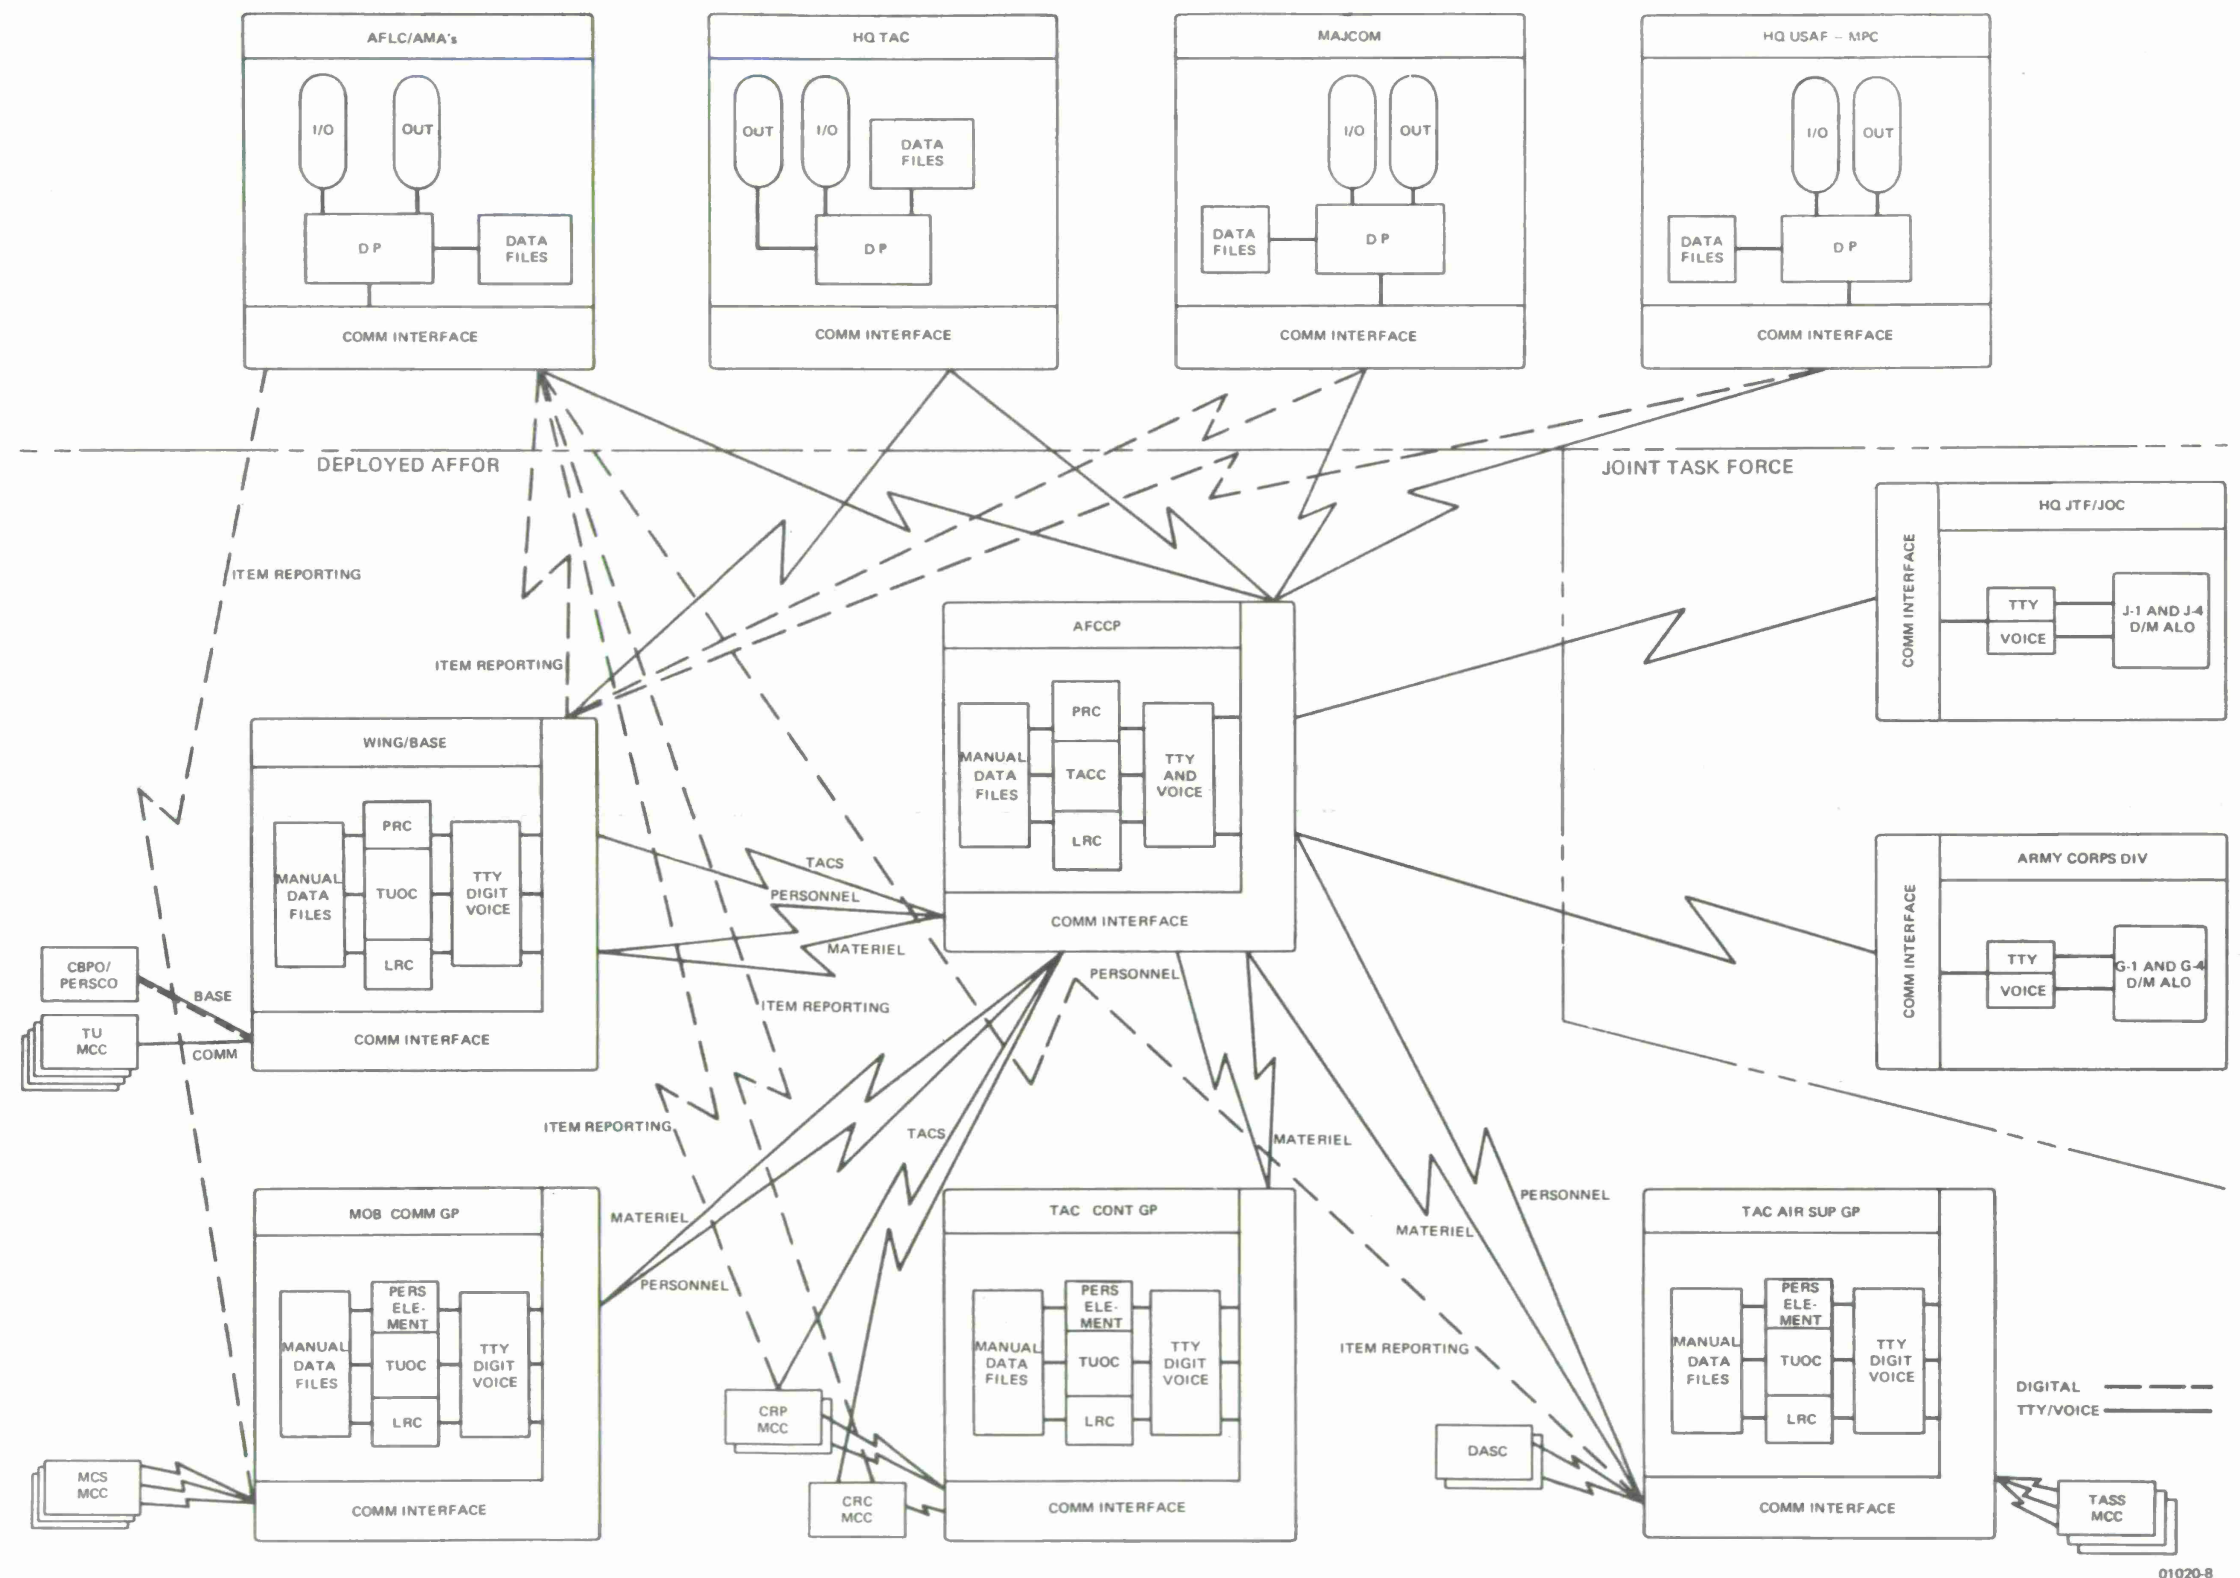 AFLC/AMA's
I/O
OUT
DP
DATA
FILES
COMM INTERFACE
HQ TAC
OUT
I/O
DATA
FILES
DP
COMM INTERFACE
MAJCOM
I/O
OUT
DATA
FILES
DP
COMM INTERFACE
HQ USAF - MPC
I/O
OUT
DATA
FILES
DP
COMM INTERFACE
DEPLOYED AFFOR
JOINT TASK FORCE
ITEM REPORTING
ITEM REPORTING
HQ JTF/JOC
COMM INTERFACE
TTY
VOICE
J-1 AND J-4
D/M ALO
AFCCP
MANUAL
DATA
FILES
PRC
TACC
LRC
TTY
AND
VOICE
COMM INTERFACE
WING/BASE
MANUAL
DATA
FILES
PRC
TUOC
LRC
TTY
DIGIT
VOICE
COMM INTERFACE
TACS
PERSONNEL
MATERIEL
ARMY CORPS DIV
COMM INTERFACE
TTY
VOICE
G-1 AND G-4
D/M ALO
CBPO/
PERSCO
BASE
TU
MCC
COMM
PERSONNEL
ITEM REPORTING
ITEM REPORTING
TACS
MATERIEL
MATERIEL
PERSONNEL
MATERIEL
PERSONNEL
MOB COMM GP
MANUAL
DATA
FILES
PERS
ELE-
MENT
TUOC
LRC
TTY
DIGIT
VOICE
COMM INTERFACE
MCS
MCC
TAC CONT GP
MANUAL
DATA
FILES
PERS
ELE-
MENT
TUOC
LRC
TTY
DIGIT
VOICE
COMM INTERFACE
CRP
MCC
CRC
MCC
ITEM REPORTING
TAC AIR SUP GP
MANUAL
DATA
FILES
PERS
ELE-
MENT
TUOC
LRC
TTY
DIGIT
VOICE
COMM INTERFACE
DASC
TASS
MCC
DIGITAL
TTY/VOICE
01020-8